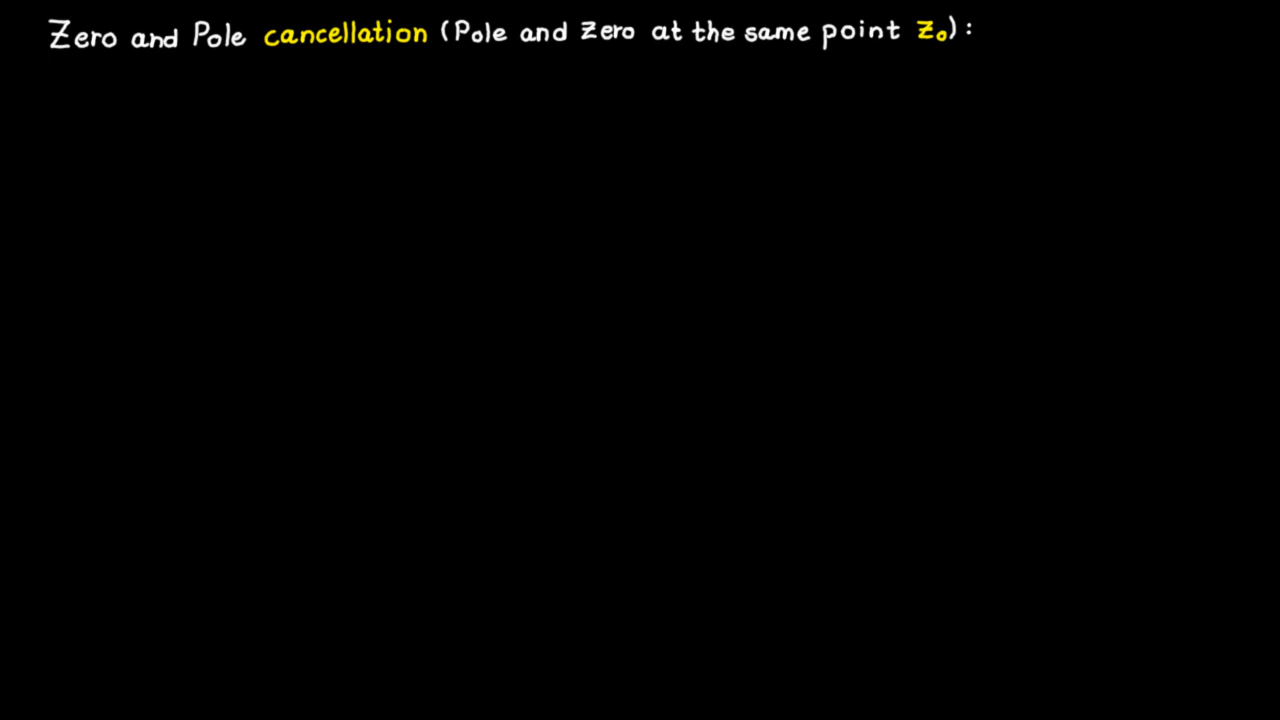 Zero and Pole cancellation (Pole and Zero at the same point z₀):